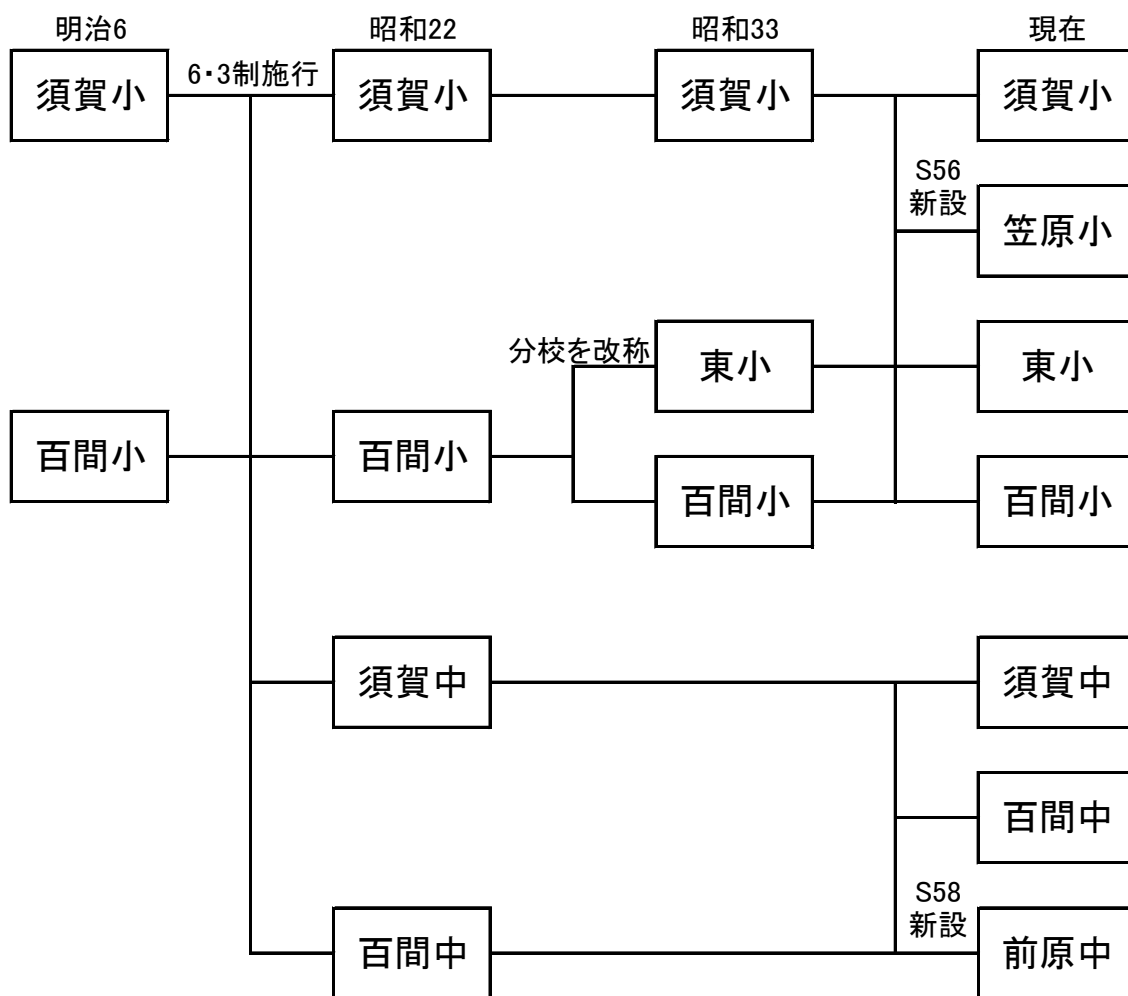 明治6
昭和22
昭和33
現在
須賀小
6・3制施行
須賀小
須賀小
須賀小
S56
新設
笠原小
分校を改称
東小
東小
百間小
百間小
百間小
百間小
須賀中
須賀中
百間中
S58
新設
百間中
前原中